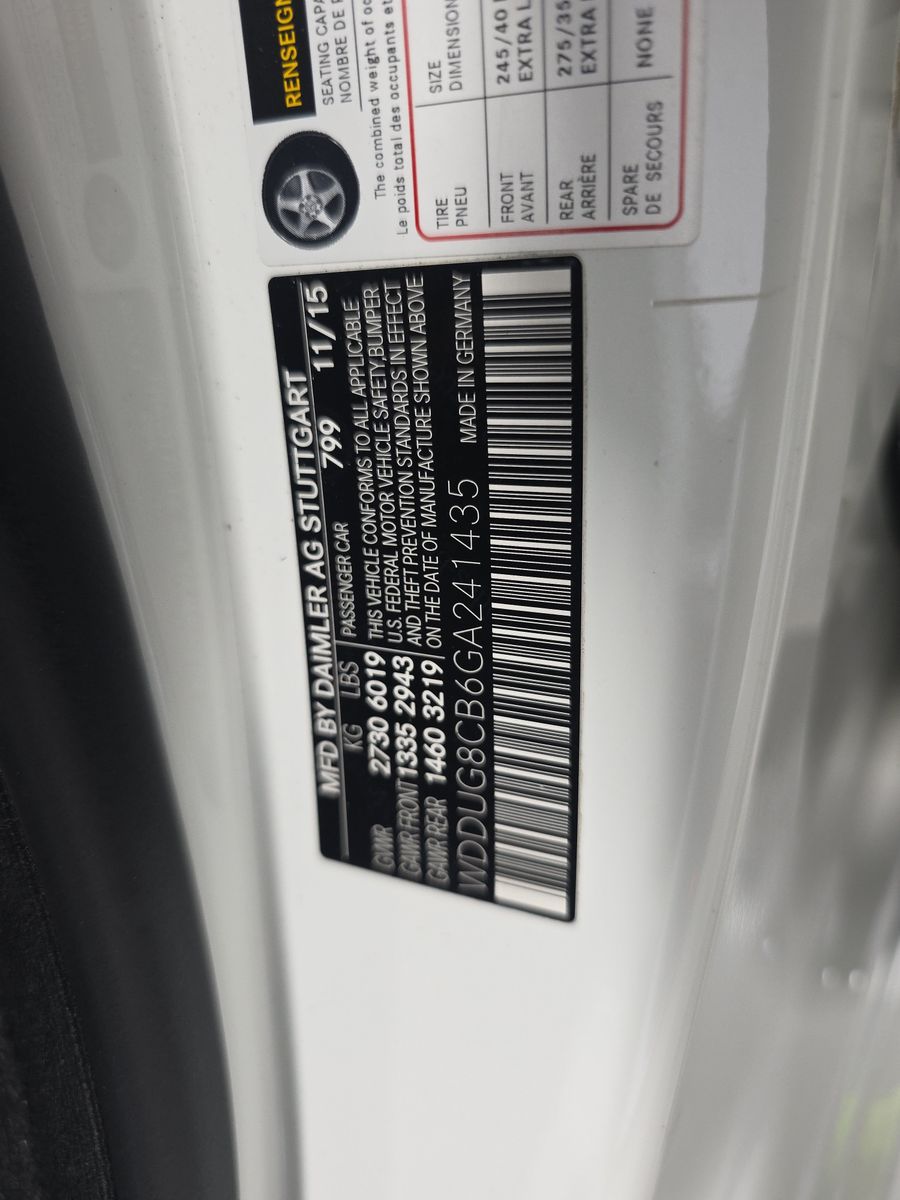 MFD BY DAIMLER AG STUTTGART
KG LBS PASSENGER CAR 799 11/15
GAWR 2730 6019 THIS VEHICLE CONFORMS TO ALL APPLICABLE
GAWR FRONT 1335 2943 U.S. FEDERAL MOTOR VEHICLE SAFETY, BUMPER
GAWR REAR 1460 3219 AND THEFT PREVENTION STANDARDS IN EFFECT
ON THE DATE OF MANUFACTURE SHOWN ABOVE
WDDUG8CB6GA241435 MADE IN GERMANY
RENSEIGN
SEATING CAPA
NOMBRE DE
The combined weight of oc
Le poids total des occupants et
TIRE SIZE
PNEU DIMENSION
FRONT 245/40
AVANT EXTRA L
REAR 275/35
ARRIÈRE EXTRA
SPARE NONE
DE SECOURS